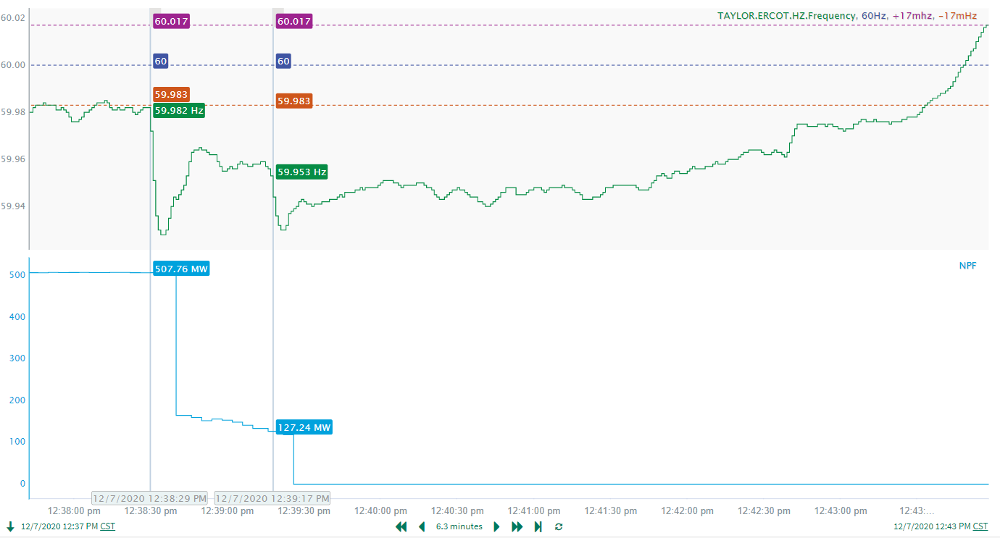 60.02
TAYLOR.ERCOT.HZ.Frequency, 60Hz, +17mhz, -17mHz
60.017
60.017
60.00
60
60
59.983
59.983
59.98
59.982 Hz
59.96
59.953 Hz
59.94
NPF
507.76 MW
500
400
300
200
127.24 MW
100
0
12/7/2020 12:38:29 PM
12/7/2020 12:39:17 PM
12:38:00 pm 12:38:30 pm 12:39:00 pm 12:39:30 pm 12:40:00 pm 12:40:30 pm 12:41:00 pm 12:41:30 pm 12:42:00 pm 12:42:30 pm 12:43:00 pm 12:43:...
12/7/2020 12:37 PM CST
6.3 minutes
12/7/2020 12:43 PM CST